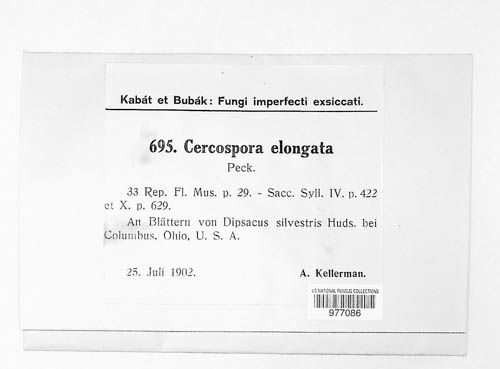 Kabát et Bubák: Fungi imperfecti exsiccati.
695. Cercospora elongata
Peck.
33 Rep. Fl. Mus. p. 29. - Sacc. Syll. IV. p. 422
et X. p. 629.
An Blättern von Dipsacus silvestris Huds. bei
Columbus, Ohio, U. S. A.
25. Juli 1902.
A. Kellerman.
US NATIONAL FUNGUS COLLECTIONS
977086